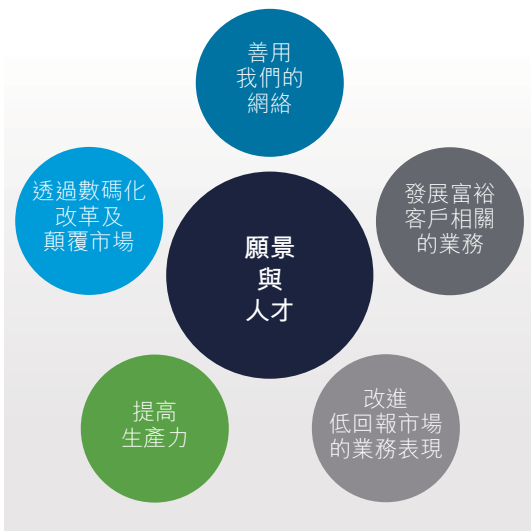 善用
我們的
網絡
透過數碼化
改革及
顛覆市場
發展富裕
客戶相關
的業務
願景
與
人才
提高
生產力
改進
低回報市場
的業務表現